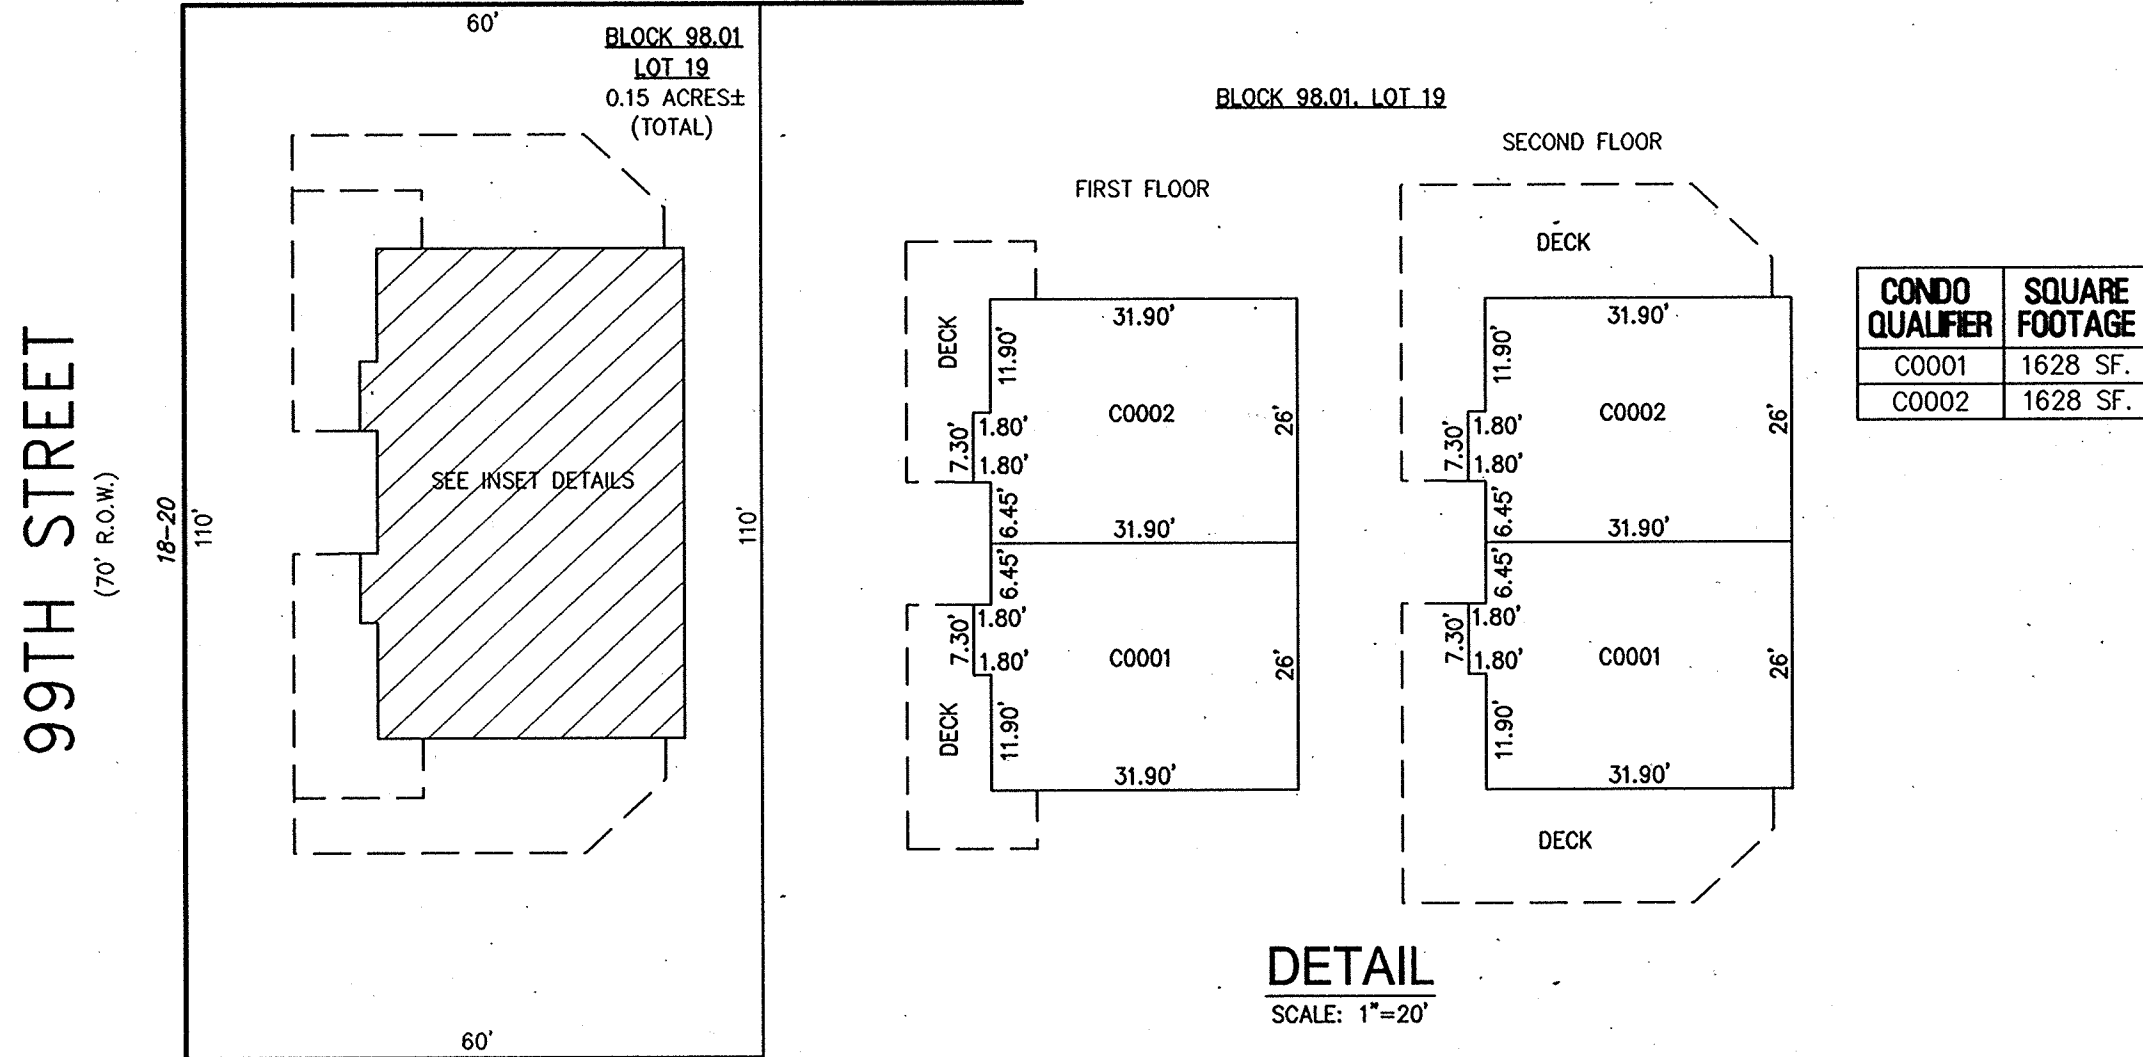 99TH STREET
(70' R.O.W.)
18-20
60'
BLOCK 98.01
LOT 19
0.15 ACRES±
(TOTAL)
110'
SEE INSET DETAILS
110'
60'
BLOCK 98.01, LOT 19
FIRST FLOOR
DECK
31.90'
11.90'
C0002
26'
1.80'
7.30'
1.80'
6.45'
31.90'
6.45'
1.80'
7.30'
1.80'
C0001
26'
DECK
11.90'
31.90'
SECOND FLOOR
DECK
31.90'
11.90'
C0002
26'
1.80'
7.30'
1.80'
6.45'
31.90'
6.45'
1.80'
7.30'
1.80'
C0001
26'
11.90'
31.90'
DECK
CONDO QUALIFIER SQUARE FOOTAGE
C0001 1628 SF.
C0002 1628 SF.
DETAIL
SCALE: 1"=20'